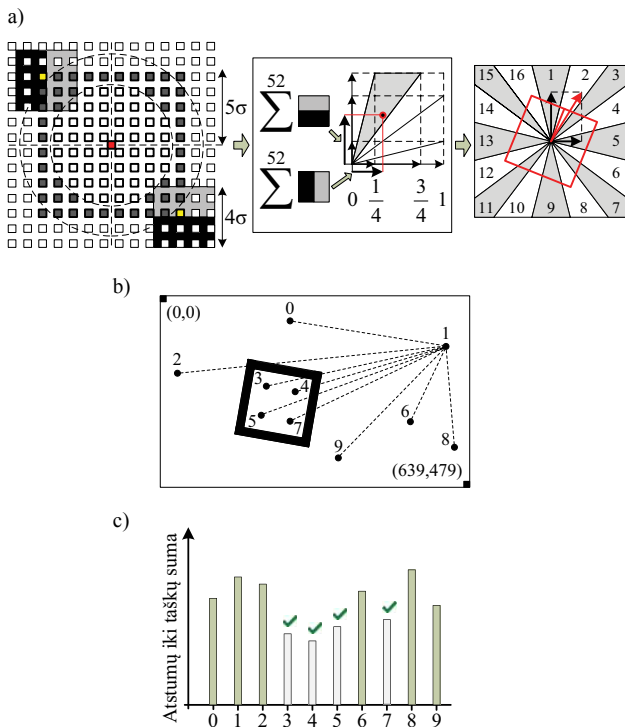 a)
5σ
4σ
52
∑
52
∑
0 1/4 3/4 1
15 16 1 2 3
14 4
13 5
12 6
11 10 9 8 7
b)
(0,0)
0
1
2
3
4
5
7
6
8
9
(639,479)
c)
Atstumų iki taškų suma
0 1 2 3 4 5 6 7 8 9